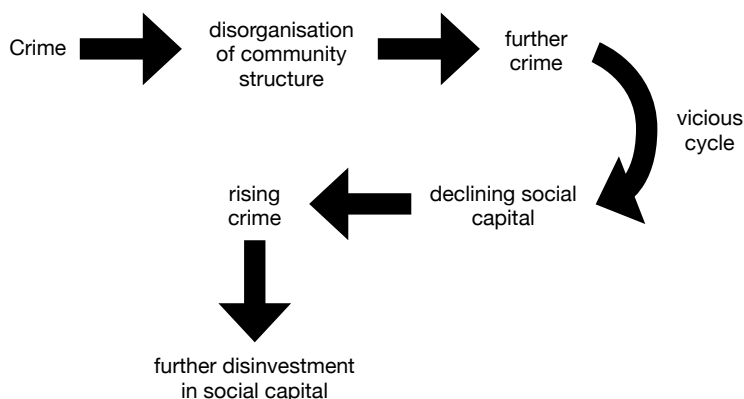 Crime
disorganisation
of community
structure
further
crime
vicious
cycle
declining social
capital
rising
crime
further disinvestment
in social capital